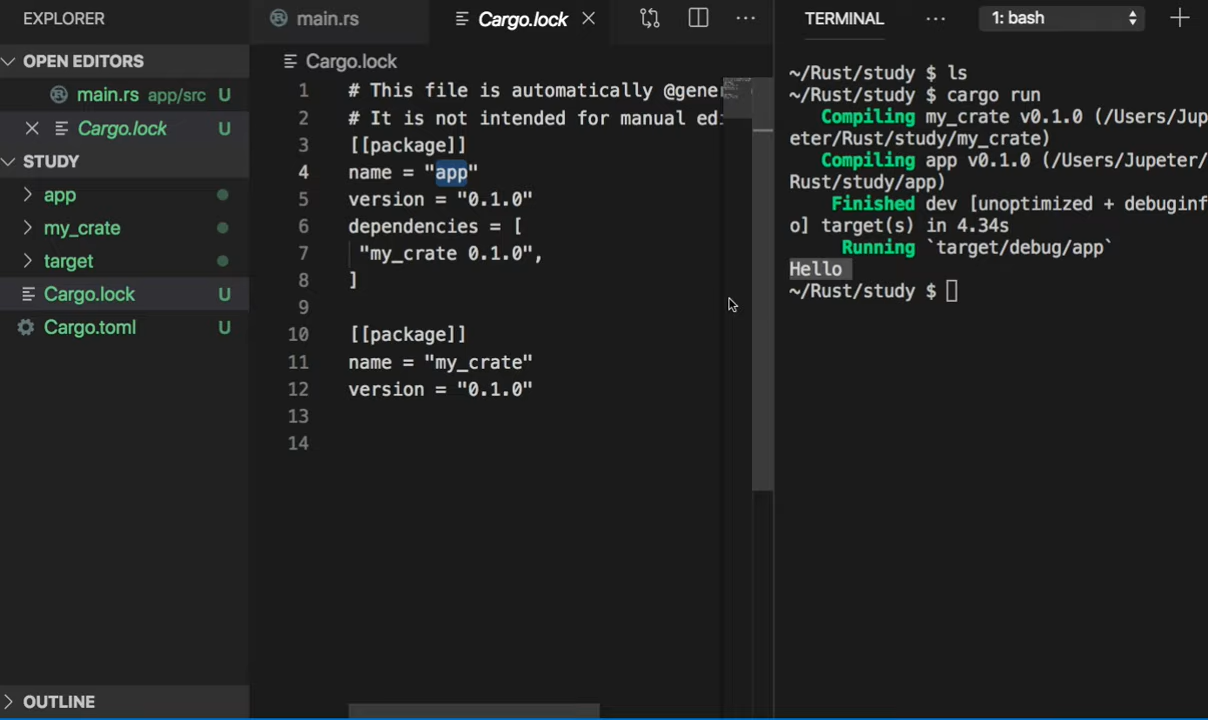 EXPLORER
OPEN EDITORS
main.rs app/src U
Cargo.lock U
STUDY
app
my_crate
target
Cargo.lock U
Cargo.toml U
OUTLINE
main.rs
Cargo.lock
Cargo.lock
1 # This file is automatically @gene
2 # It is not intended for manual ed
3 [[package]]
4 name = "app"
5 version = "0.1.0"
6 dependencies = [
7 "my_crate 0.1.0",
8 ]
9
10 [[package]]
11 name = "my_crate"
12 version = "0.1.0"
13
14
TERMINAL
1: bash
~/Rust/study $ ls
~/Rust/study $ cargo run
Compiling my_crate v0.1.0 (/Users/Jup
eter/Rust/study/my_crate)
Compiling app v0.1.0 (/Users/Jupeter/
Rust/study/app)
Finished dev [unoptimized + debuginf
o] target(s) in 4.34s
Running `target/debug/app`
Hello
~/Rust/study $